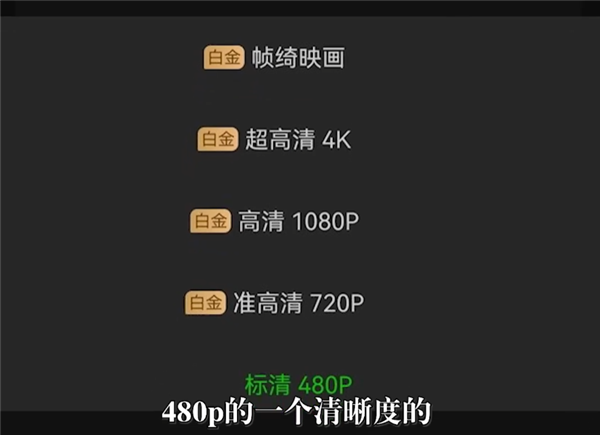 白金 帧绮映画
白金 超高清 4K
白金 高清 1080P
白金 准高清 720P
标清 480P
480p的一个清晰度的